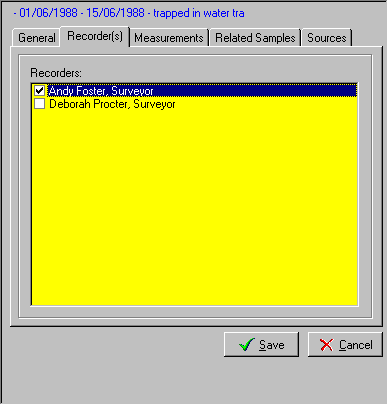 - 01/06/1988 - 15/06/1988 - trapped in water tra
General Recorder(s) Measurements Related Samples Sources
Recorders:
Andy Foster, Surveyor
Deborah Procter, Surveyor
Save Cancel